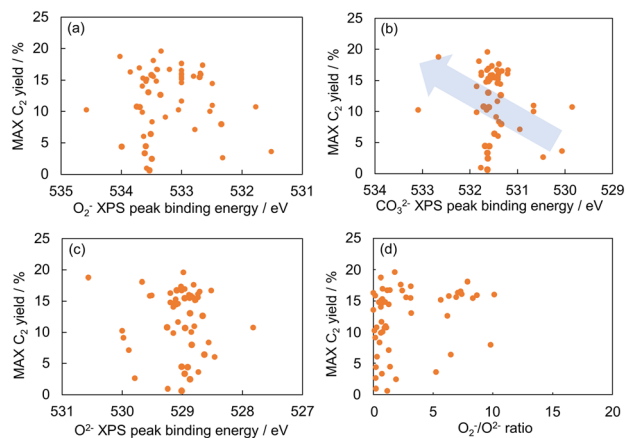 (a)
MAX C₂ yield / %
25
20
15
10
5
0
535 534 533 532 531
O₂⁻ XPS peak binding energy / eV
(b)
MAX C₂ yield / %
25
20
15
10
5
0
534 533 532 531 530 529
CO₃²⁻ XPS peak binding energy / eV
(c)
MAX C₂ yield / %
25
20
15
10
5
0
531 530 529 528 527
O²⁻ XPS peak binding energy / eV
(d)
MAX C₂ yield / %
25
20
15
10
5
0
0 5 10 15 20
O₂⁻/O²⁻ ratio